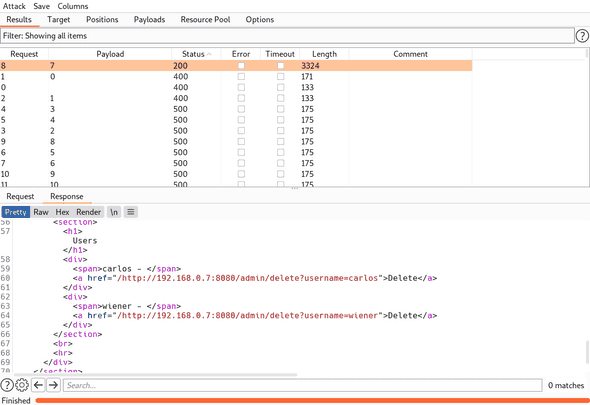 Attack Save Columns
Results Target Positions Payloads Resource Pool Options
Filter: Showing all items
Request Payload Status Error Timeout Length Comment
8 7 200 3324
1 0 400 171
0 400 133
2 1 400 133
4 3 500 175
5 4 500 175
3 2 500 175
9 8 500 175
6 5 500 175
7 6 500 175
10 9 500 175
11 10 500 175
Request Response
Pretty Raw Hex Render \n
56 <section>
57 <h1>
Users
</h1>
58 <div>
59 <span>carlos - </span>
60 <a href="/http://192.168.0.7:8080/admin/delete?username=carlos">Delete</a>
61 </div>
62 <div>
63 <span>wiener - </span>
64 <a href="/http://192.168.0.7:8080/admin/delete?username=wiener">Delete</a>
65 </div>
66 </section>
67 <br>
68 <hr>
69 </div>
70 </section>
Search... 0 matches
Finished